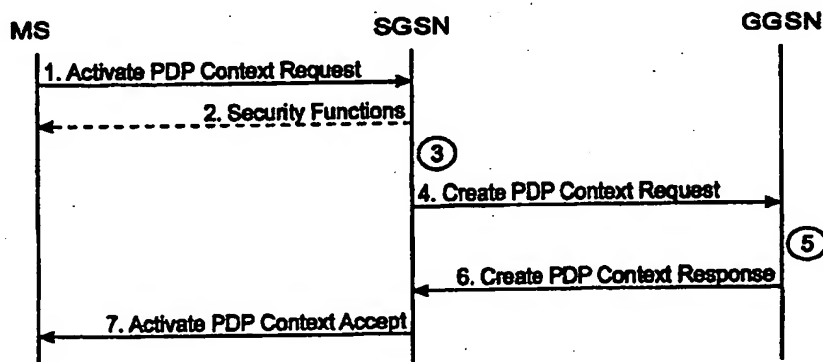 MS SGSN GGSN
1. Activate PDP Context Request
2. Security Functions
3
4. Create PDP Context Request
5
6. Create PDP Context Response
7. Activate PDP Context Accept